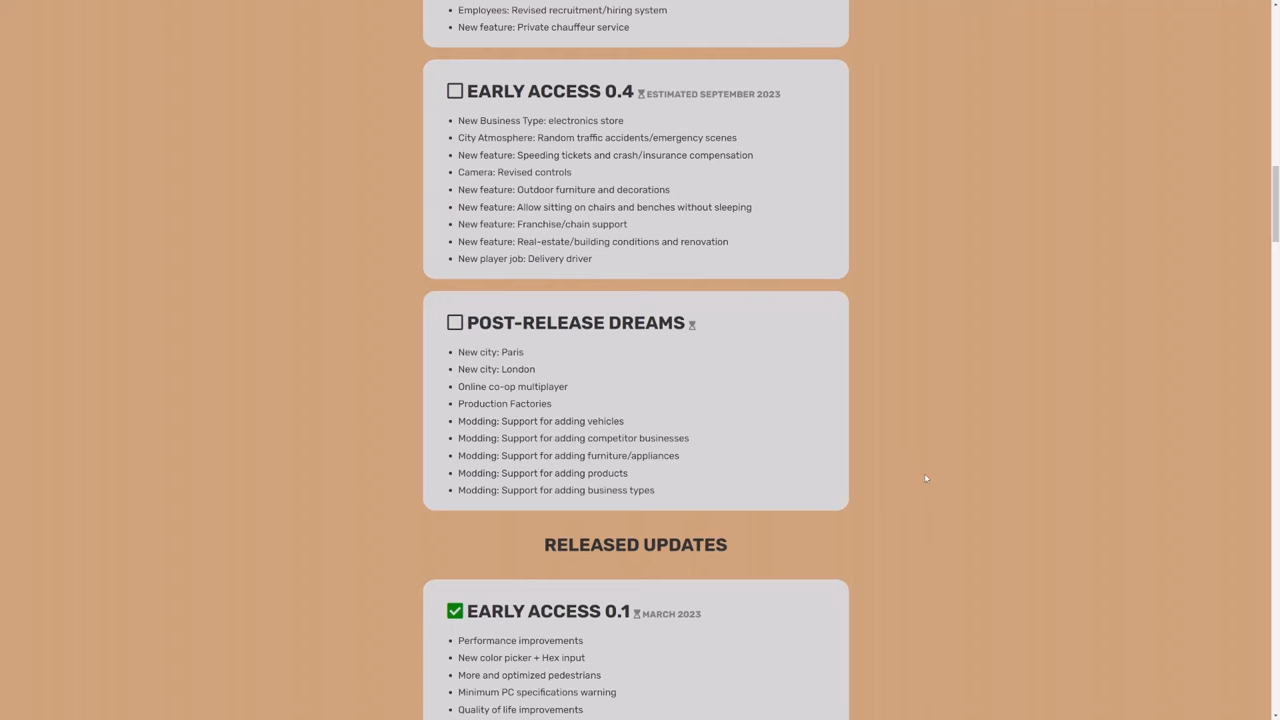 Employees: Revised recruitment/hiring system
New feature: Private chauffeur service
EARLY ACCESS 0.4 ESTIMATED SEPTEMBER 2023
New Business Type: electronics store
City Atmosphere: Random traffic accidents/emergency scenes
New feature: Speeding tickets and crash/insurance compensation
Camera: Revised controls
New feature: Outdoor furniture and decorations
New feature: Allow sitting on chairs and benches without sleeping
New feature: Franchise/chain support
New feature: Real-estate/building conditions and renovation
New player job: Delivery driver
POST-RELEASE DREAMS
New city: Paris
New city: London
Online co-op multiplayer
Production Factories
Modding: Support for adding vehicles
Modding: Support for adding competitor businesses
Modding: Support for adding furniture/appliances
Modding: Support for adding products
Modding: Support for adding business types
RELEASED UPDATES
EARLY ACCESS 0.1 MARCH 2023
Performance improvements
New color picker + Hex input
More and optimized pedestrians
Minimum PC specifications warning
Quality of life improvements